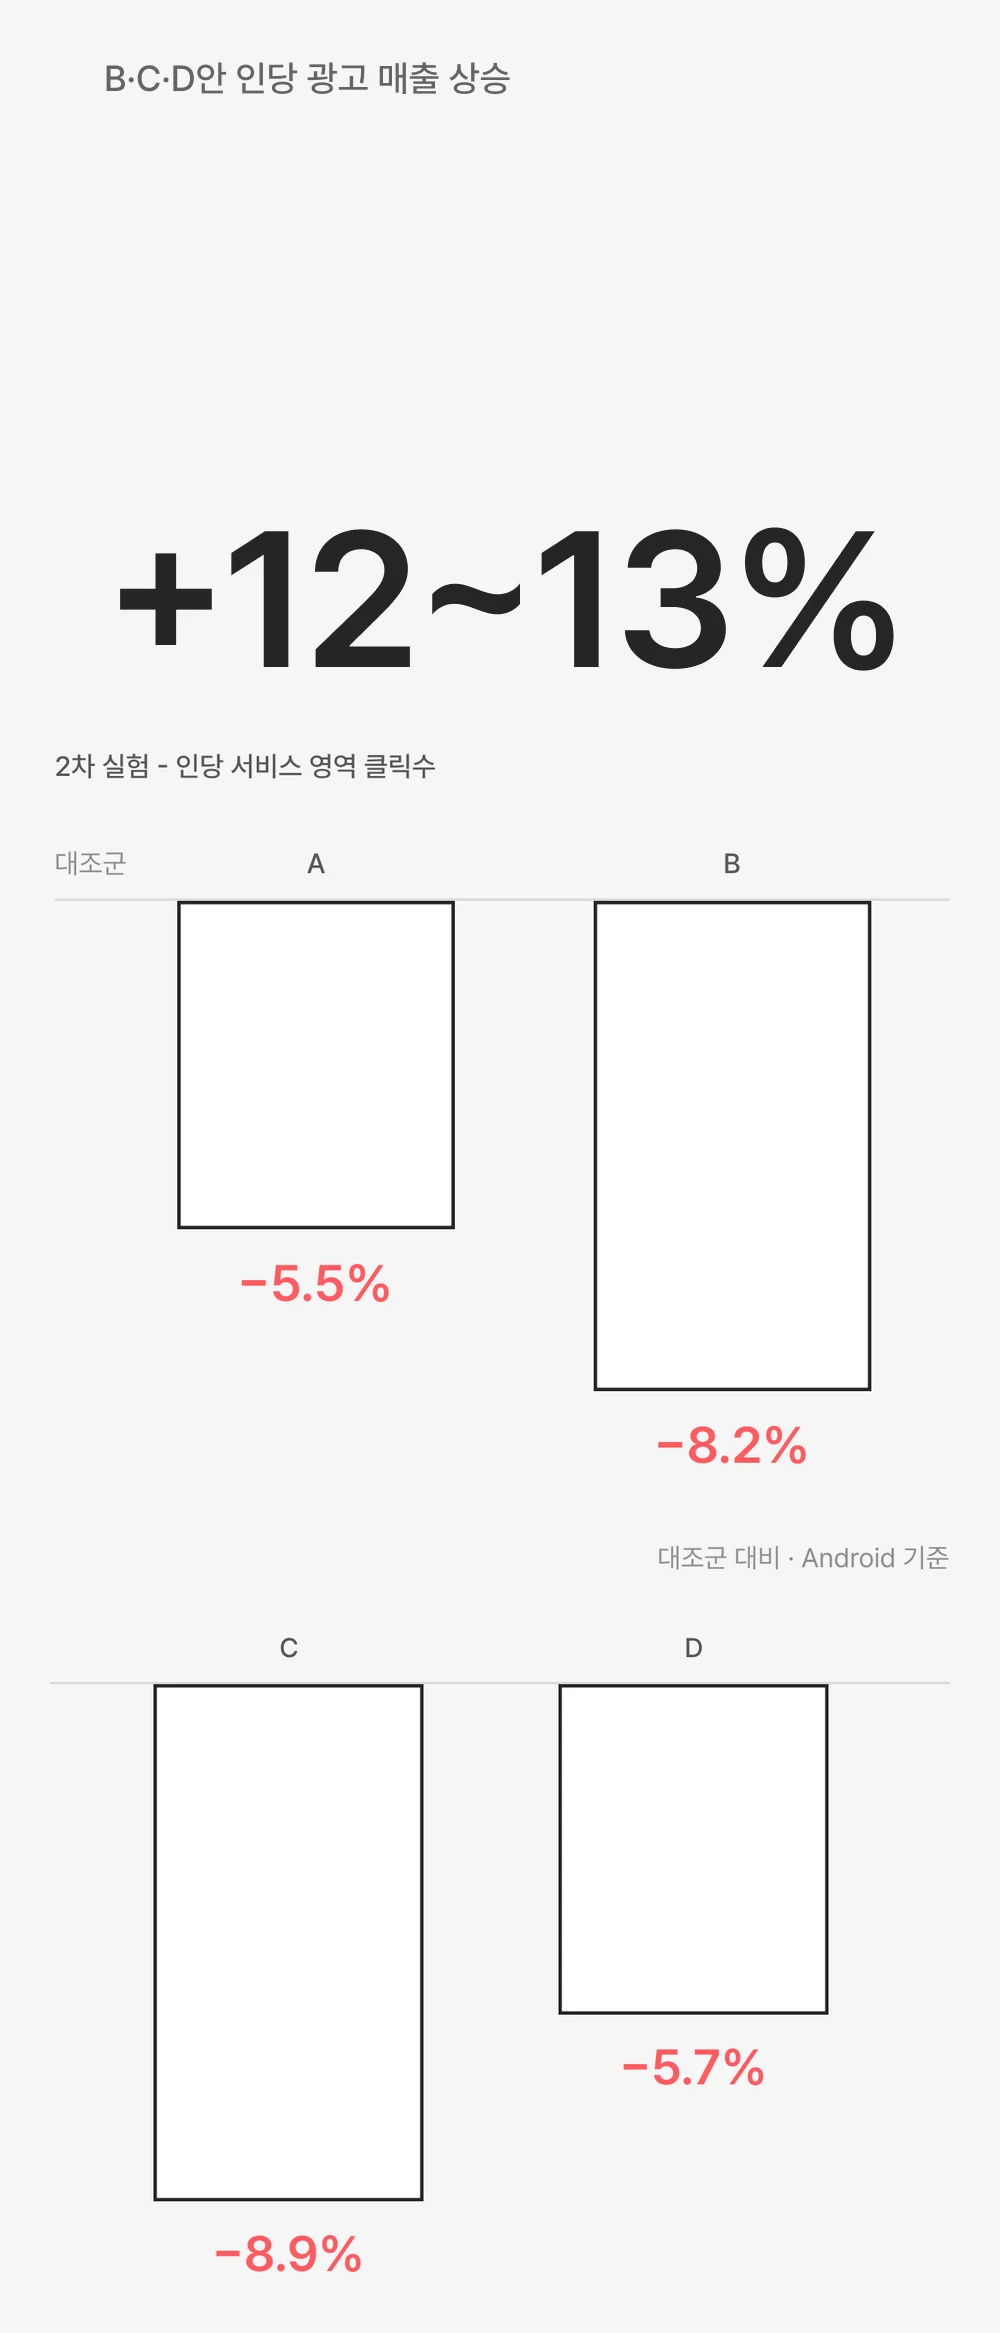 B·C·D안 인당 광고 매출 상승
+12~13%
2차 실험 - 인당 서비스 영역 클릭수
대조군 A B
−5.5%
−8.2%
대조군 대비 · Android 기준
C D
−5.7%
−8.9%